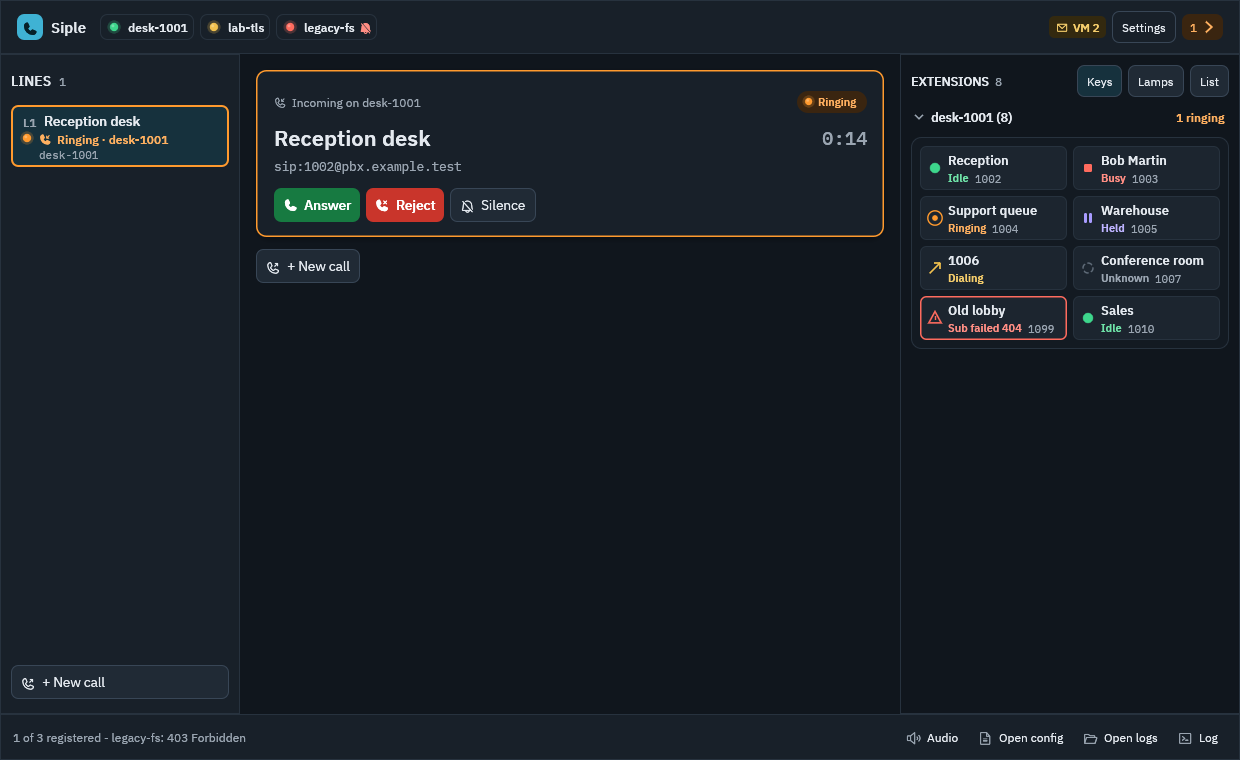 Siple
desk-1001
lab-tls
legacy-fs
VM 2
Settings
1
LINES 1
L1 Reception desk
Ringing · desk-1001
desk-1001
+ New call
Incoming on desk-1001
Ringing
Reception desk
0:14
sip:1002@pbx.example.test
Answer
Reject
Silence
+ New call
EXTENSIONS 8
Keys
Lamps
List
desk-1001 (8)
1 ringing
Reception
Idle 1002
Bob Martin
Busy 1003
Support queue
Ringing 1004
Warehouse
Held 1005
1006
Dialing
Conference room
Unknown 1007
Old lobby
Sub failed 404 1099
Sales
Idle 1010
1 of 3 registered - legacy-fs: 403 Forbidden
Audio
Open config
Open logs
Log